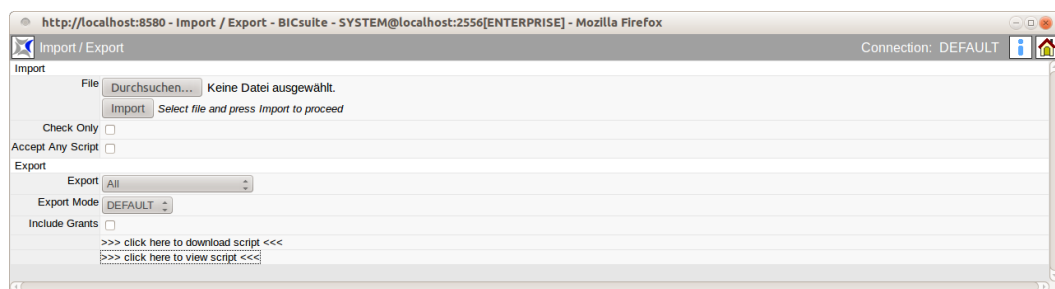 http://localhost:8580 - Import / Export - BICsuite - SYSTEM@localhost:2556[ENTERPRISE] - Mozilla Firefox
Import / Export Connection: DEFAULT
Import
File Durchsuchen... Keine Datei ausgewählt.
Import Select file and press Import to proceed
Check Only
Accept Any Script
Export
Export All
Export Mode DEFAULT
Include Grants
>>> click here to download script <<<
>>> click here to view script <<<